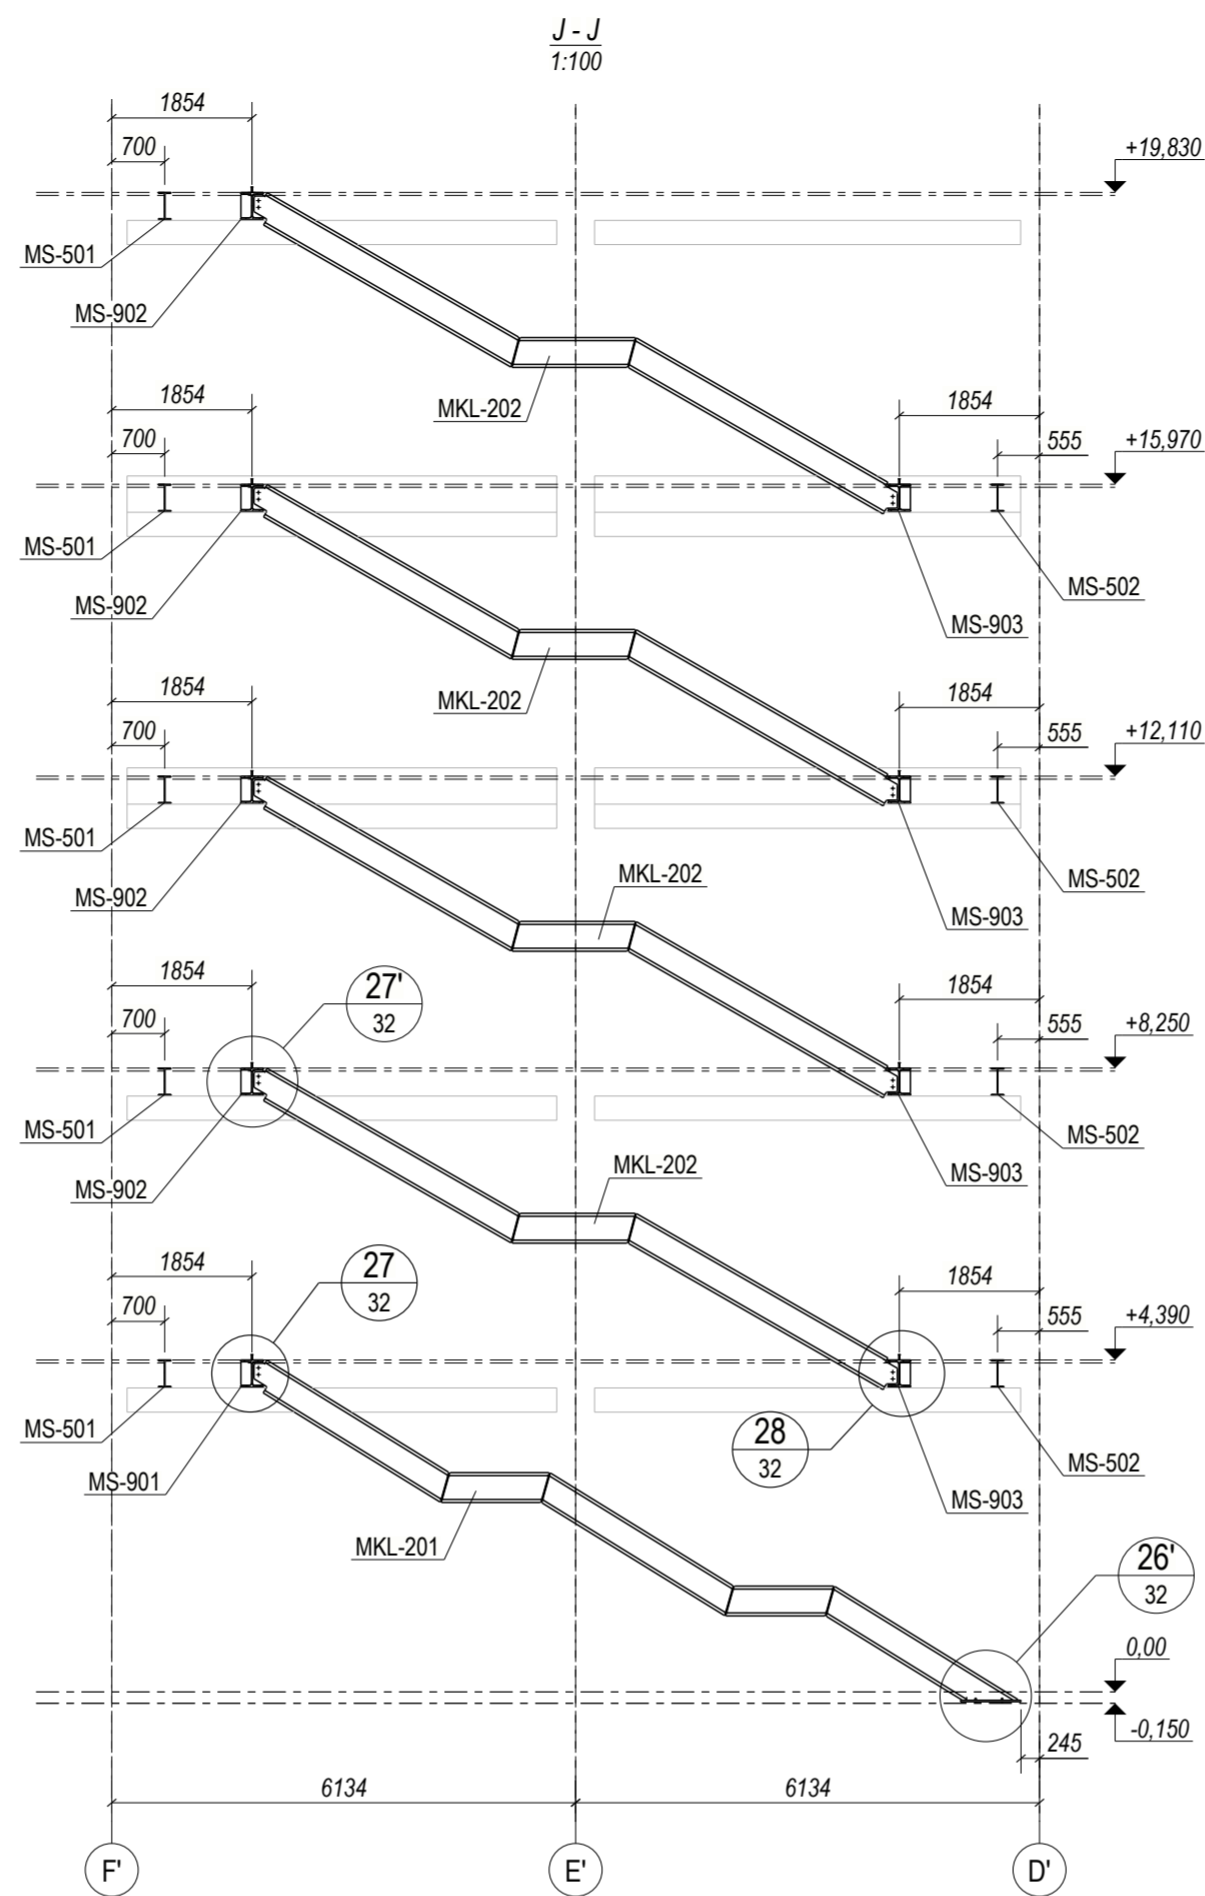 J - J
1:100
1854
700
+19,830
MS-501
MS-902
MKL-202
1854
1854
700
555
+15,970
MS-501
MS-502
MS-902
MS-903
MKL-202
1854
1854
700
555
+12,110
MS-501
MKL-202
MS-502
MS-902
MS-903
1854
27'
32
1854
700
555
+8,250
MS-501
MS-502
MKL-202
MS-902
MS-903
1854
27
32
1854
700
555
+4,390
MS-501
28
32
MS-502
MS-901
MS-903
MKL-201
26'
32
0,00
-0,150
245
6134
6134
F'
E'
D'